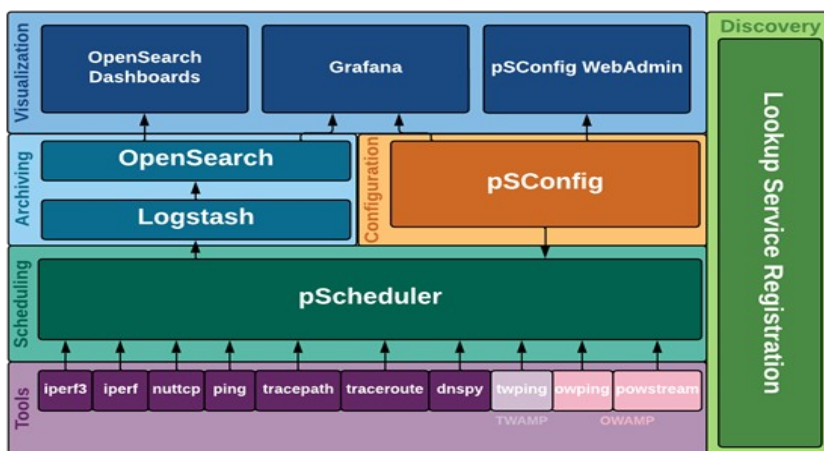 Visualization
OpenSearch
Dashboards
Grafana
pSConfig WebAdmin
Discovery
Lookup Service Registration
Archiving
OpenSearch
Logstash
Configuration
pSConfig
Scheduling
pScheduler
Tools
iperf3
iperf
nuttcp
ping
tracepath
traceroute
dnspy
twping
owping
powstream
TWAMP
OWAMP